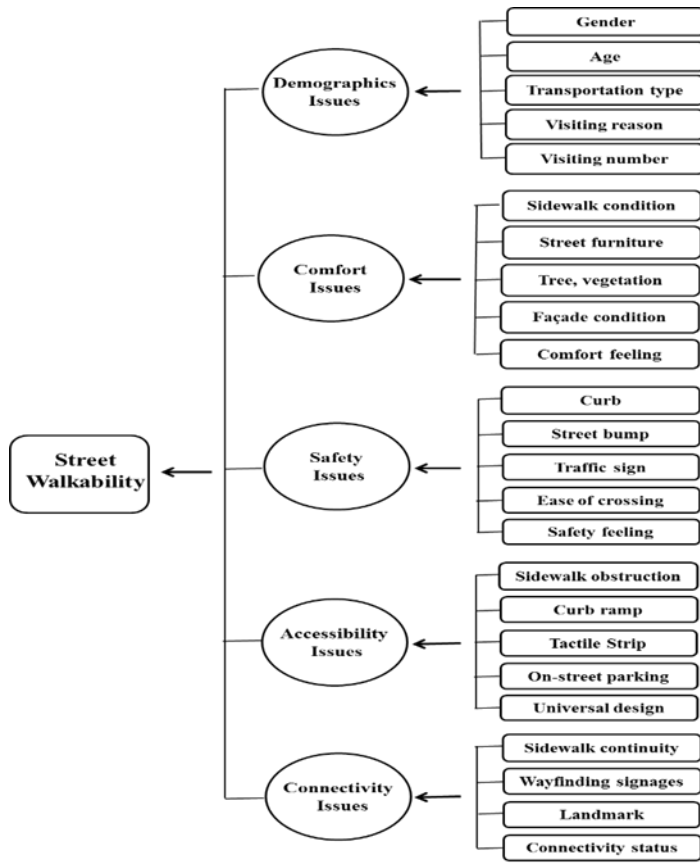 Street
Walkability
Demographics
Issues
Gender
Age
Transportation type
Visiting reason
Visiting number
Comfort
Issues
Sidewalk condition
Street furniture
Tree, vegetation
Façade condition
Comfort feeling
Safety
Issues
Curb
Street bump
Traffic sign
Ease of crossing
Safety feeling
Accessibility
Issues
Sidewalk obstruction
Curb ramp
Tactile Strip
On-street parking
Universal design
Connectivity
Issues
Sidewalk continuity
Wayfinding signages
Landmark
Connectivity status